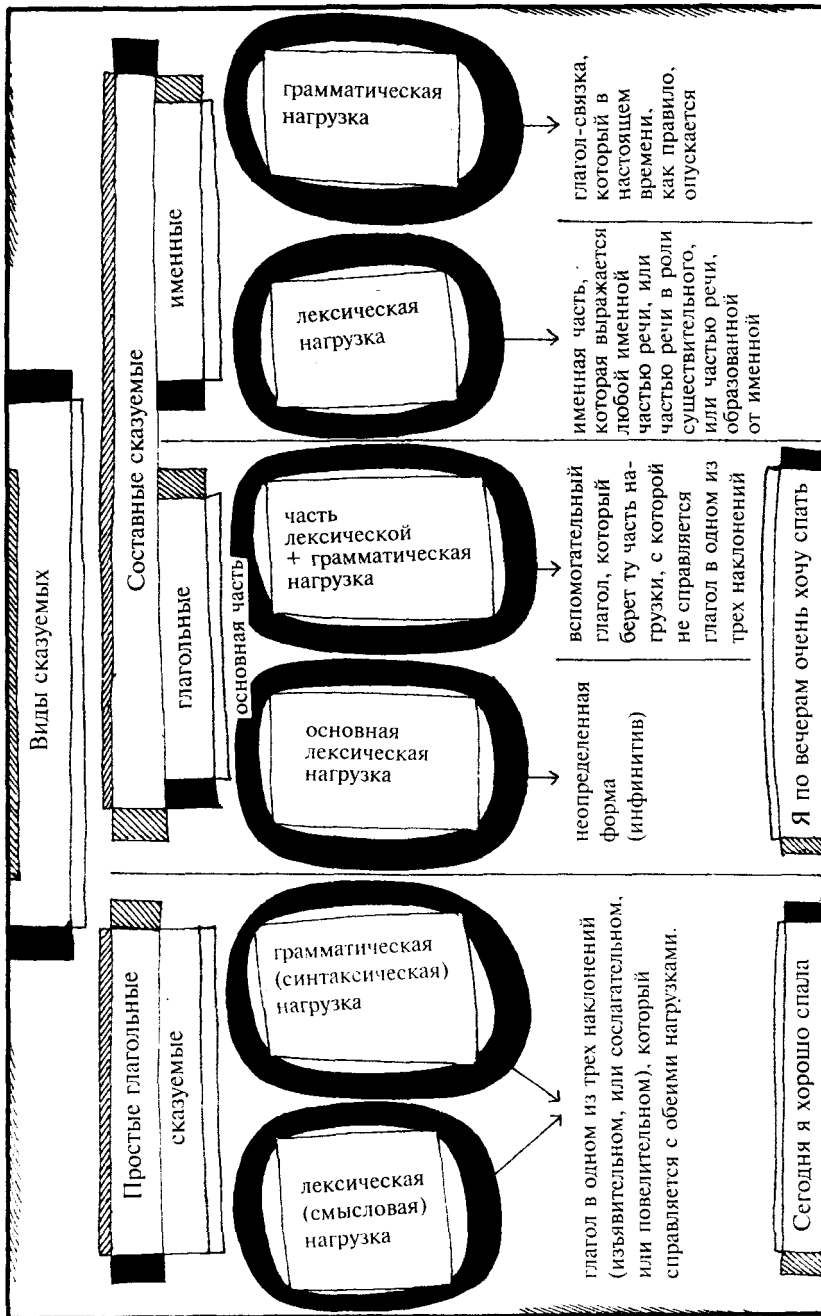 Виды сказуемых
Простые глагольные
сказуемые
Составные сказуемые
глагольные
именные
основная часть
лексическая
(смысловая)
нагрузка
грамматическая
(синтаксическая)
нагрузка
основная
лексическая
нагрузка
часть
лексической
+ грамматическая
нагрузка
лексическая
нагрузка
грамматическая
нагрузка
глагол в одном из трех наклонений
(изъявительном, или сослагательном,
или повелительном), который
справляется с обеими нагрузками.
неопределенная
форма
(инфинитив)
вспомогательный
глагол, который
берет ту часть на-
грузки, с которой
не справляется
глагол в одном из
трех наклонений
именная часть,
которая выражается
любой именной
частью речи, или
частью речи в роли
существительного,
или частью речи,
образованной
от именной
глагол-связка,
который в
настоящем
времени,
как правило,
опускается
Сегодня я хорошо спала
Я по вечерам очень хочу спать